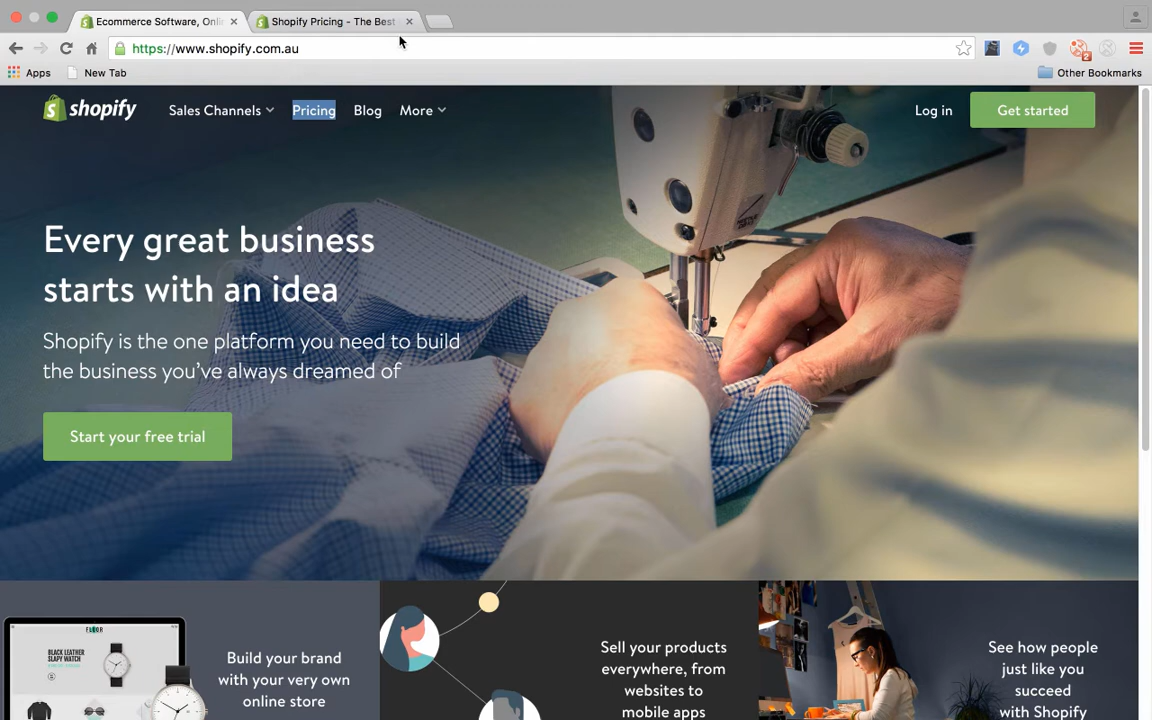 Ecommerce Software, Onli
Shopify Pricing - The Best
https://www.shopify.com.au
2
Apps
New Tab
Other Bookmarks
shopify
Sales Channels
Pricing
Blog
More
Log in
Get started
Every great business
starts with an idea
Shopify is the one platform you need to build
the business you've always dreamed of
Start your free trial
BLACK LEATHER
SLAPY WATCH
Build your brand
with your very own
online store
Sell your products
everywhere, from
websites to
mobile apps
See how people
just like you
succeed
with Shopify